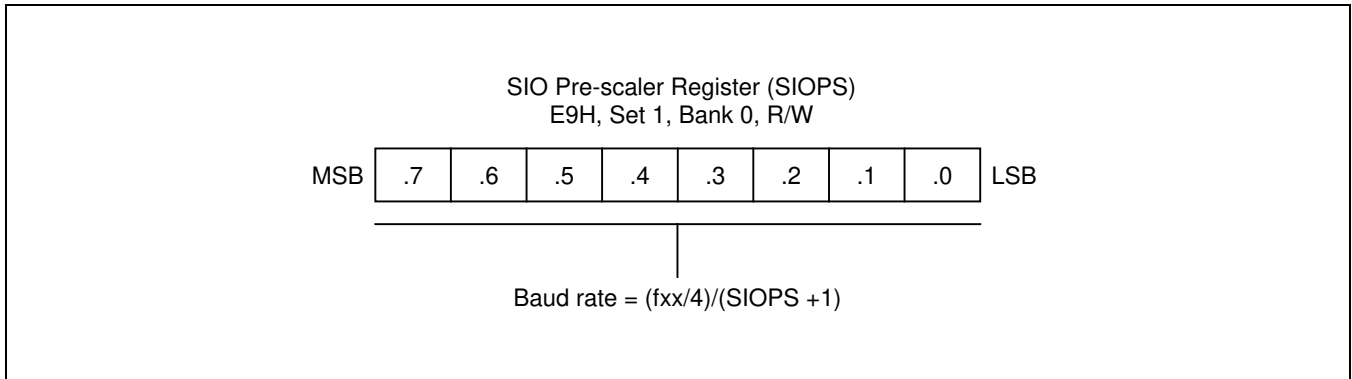 SIO Pre-scaler Register (SIOPS)
E9H, Set 1, Bank 0, R/W
MSB .7 .6 .5 .4 .3 .2 .1 .0 LSB
Baud rate = (fxx/4)/(SIOPS +1)